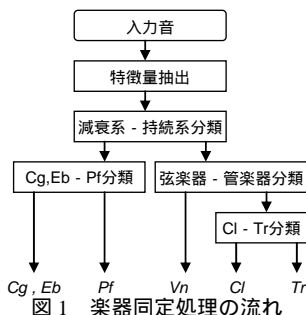 入力音
特徴量抽出
減衰系 - 持続系分類
Cg,Eb - Pf分類
弦楽器 - 管楽器分類
Cl - Tr分類
Cg , Eb Pf Vn Cl Tr
図 1 楽器同定処理の流れ